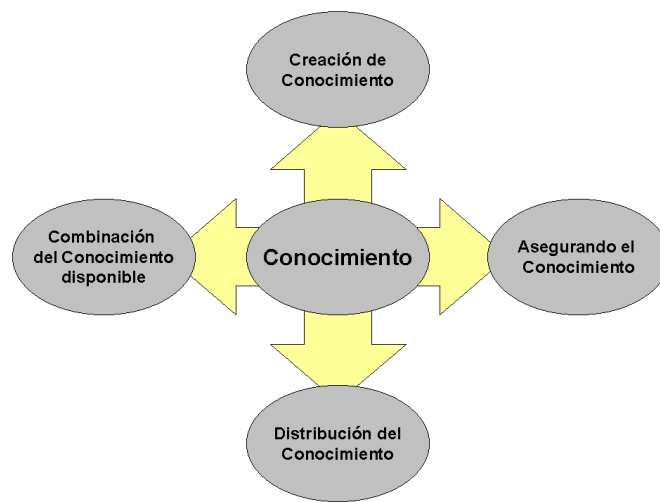 Creación de
Conocimiento
Combinación
del Conocimiento
disponible
Conocimiento
Asegurando el
Conocimiento
Distribución del
Conocimiento